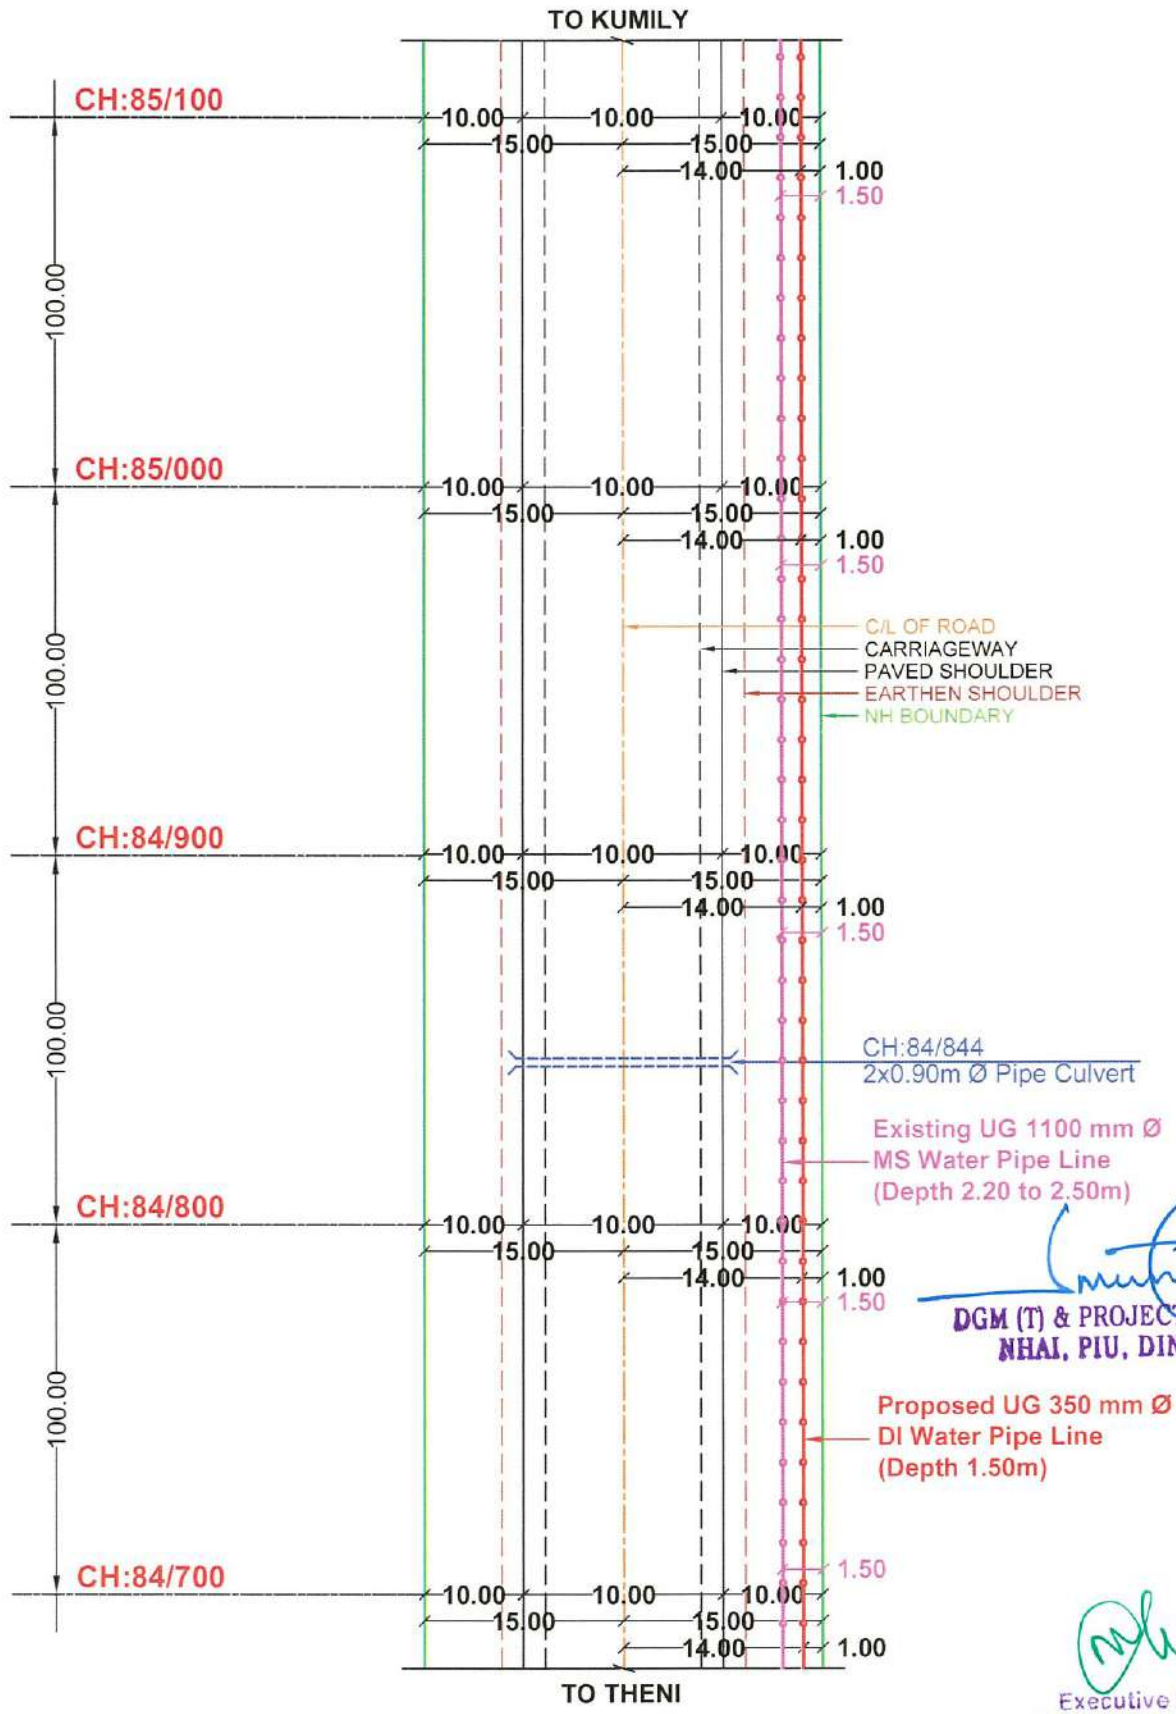 TO KUMILY
CH:85/100
10.00 10.00 10.00
15.00 15.00
14.00 1.00
1.50
100.00
CH:85/000
10.00 10.00 10.00
15.00 15.00
14.00 1.00
1.50
C/L OF ROAD
CARRIAGEWAY
PAVED SHOULDER
EARTHEN SHOULDER
NH BOUNDARY
100.00
CH:84/900
10.00 10.00 10.00
15.00 15.00
14.00 1.00
1.50
100.00
CH:84/844
2x0.90m Ø Pipe Culvert
Existing UG 1100 mm Ø
MS Water Pipe Line
(Depth 2.20 to 2.50m)
CH:84/800
10.00 10.00 10.00
15.00 15.00
14.00 1.00
1.50
DGM (T) & PROJEC
NHAI, PIU, DIN
100.00
Proposed UG 350 mm Ø
DI Water Pipe Line
(Depth 1.50m)
1.50
CH:84/700
10.00 10.00 10.00
15.00 15.00
14.00 1.00
TO THENI
Executive